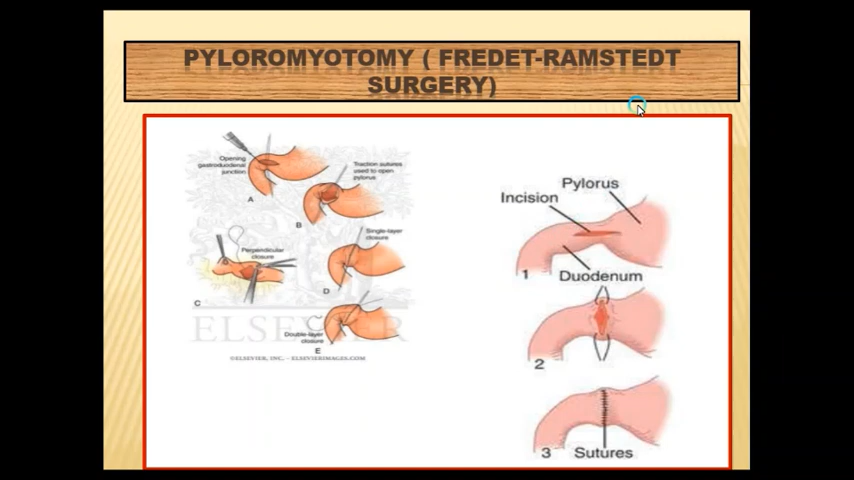 PYLOROMYOTOMY ( FREDET-RAMSTEDT
SURGERY)
Opening
gastroduodenal
junction
A
Traction sutures
used to open
pylorus
B
Perpendicular
closure
C
Single-layer
closure
D
Double-layer
closure
E
ELSEVIER
©ELSEVIER, INC. – ELSEVIERIMAGES.COM
Pylorus
Incision
1
Duodenum
2
3
Sutures